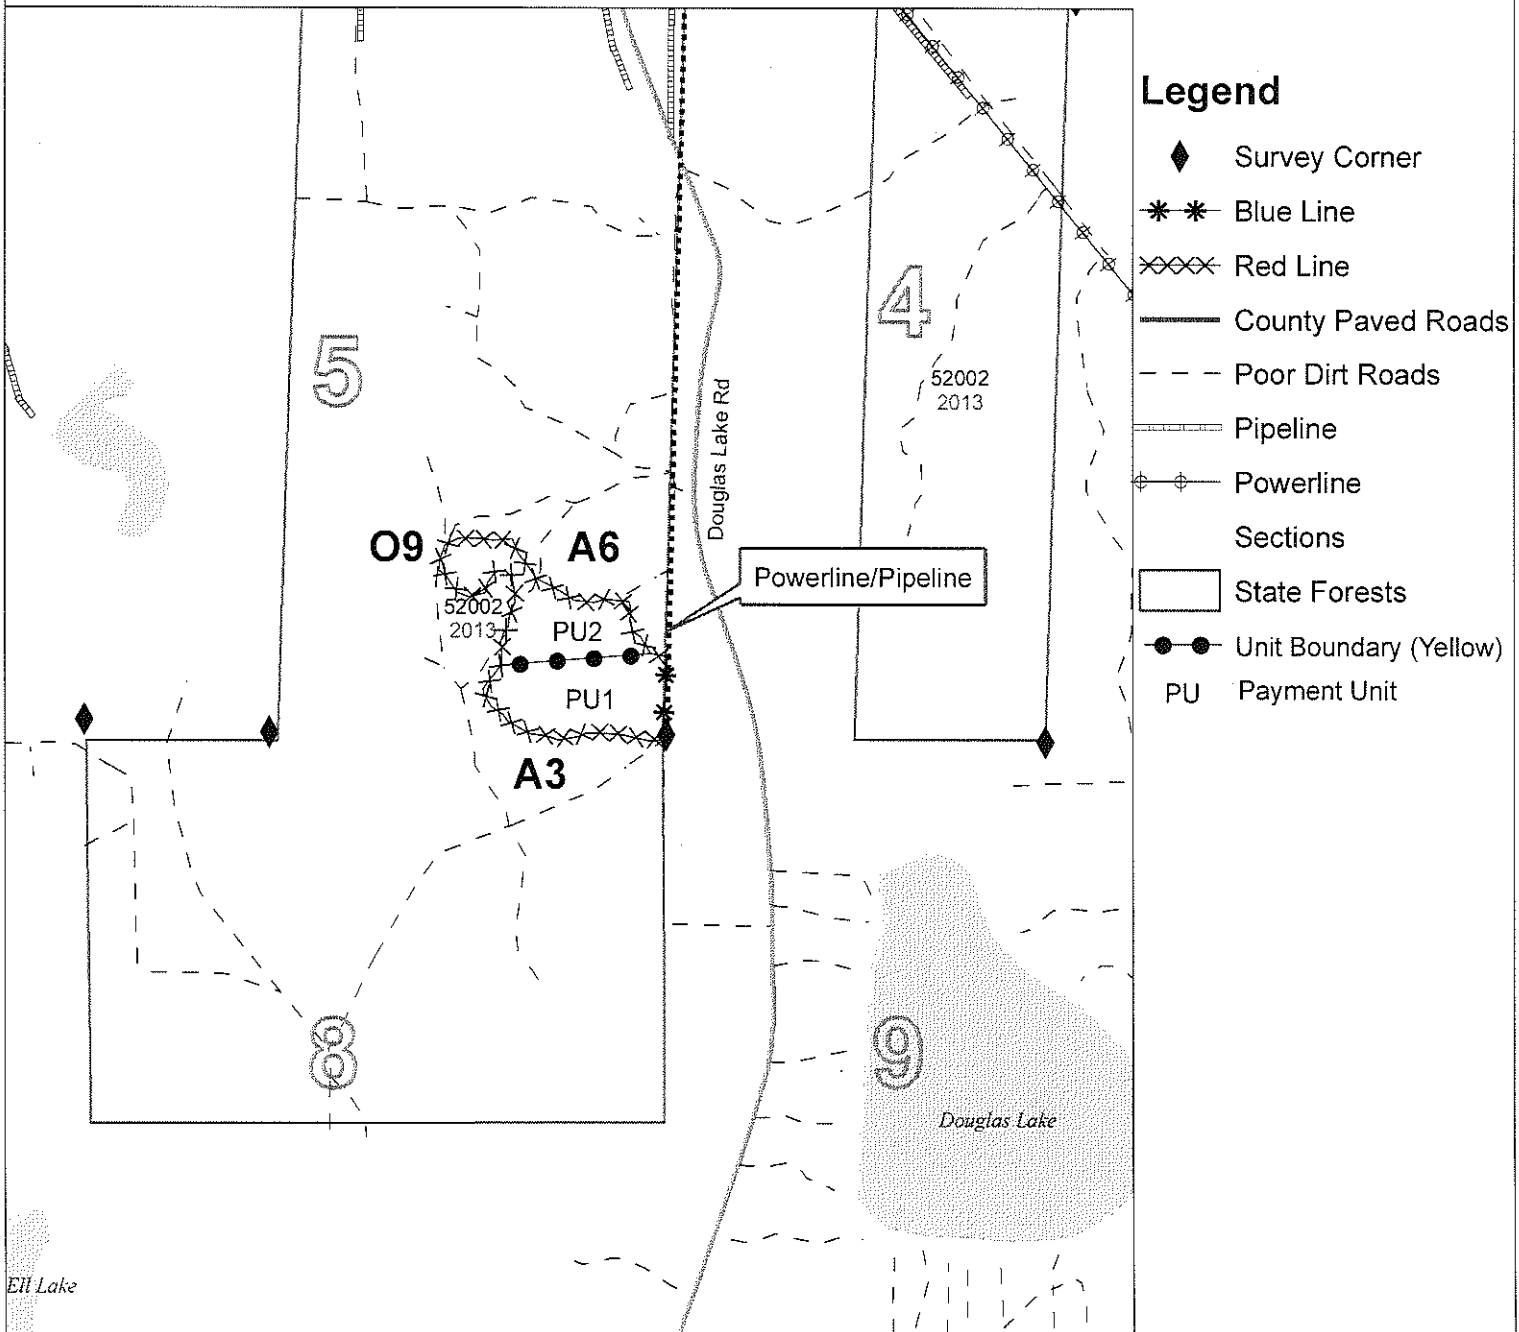 Legend
Survey Corner
Blue Line
Red Line
County Paved Roads
Poor Dirt Roads
Pipeline
Powerline
Sections
State Forests
Unit Boundary (Yellow)
PU Payment Unit
5
4
52002
2013
Douglas Lake Rd
O9
A6
Powerline/Pipeline
52002
2013
PU2
PU1
A3
8
9
Douglas Lake
Ell Lake